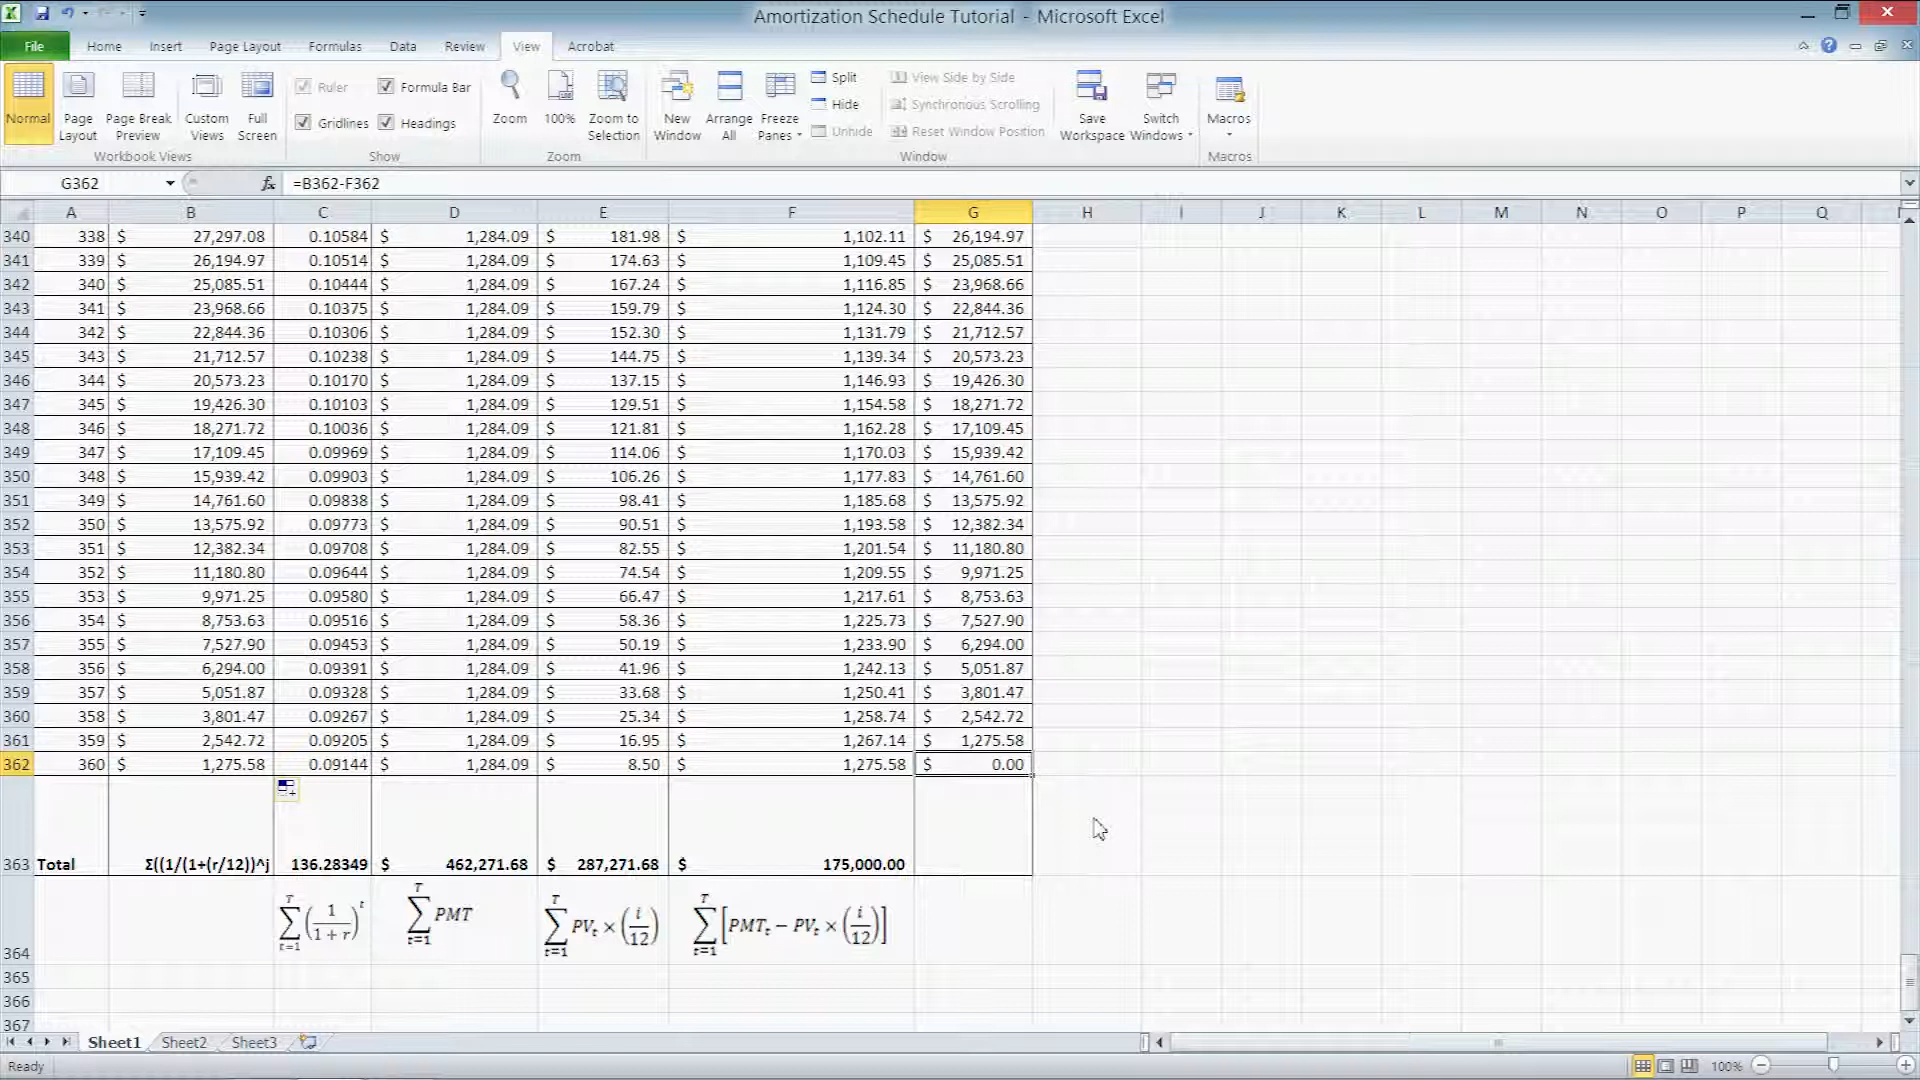 Amortization Schedule Tutorial - Microsoft Excel
File Home Insert Page Layout Formulas Data Review View Acrobat
Normal
Page Layout
Page Break Preview
Custom Views
Full Screen
Workbook Views
Ruler
Formula Bar
Gridlines
Headings
Show
Zoom
100%
Zoom to Selection
Zoom
New Window
Arrange All
Freeze Panes
Split
Hide
Unhide
View Side by Side
Synchronous Scrolling
Reset Window Position
Window
Save Workspace
Switch Windows
Macros
Macros
G362 fx =B362-F362
A B C D E F G H I J K L M N O P Q
340 338 $ 27,297.08 0.10584 $ 1,284.09 $ 181.98 $ 1,102.11 $ 26,194.97
341 339 $ 26,194.97 0.10514 $ 1,284.09 $ 174.63 $ 1,109.45 $ 25,085.51
342 340 $ 25,085.51 0.10444 $ 1,284.09 $ 167.24 $ 1,116.85 $ 23,968.66
343 341 $ 23,968.66 0.10375 $ 1,284.09 $ 159.79 $ 1,124.30 $ 22,844.36
344 342 $ 22,844.36 0.10306 $ 1,284.09 $ 152.30 $ 1,131.79 $ 21,712.57
345 343 $ 21,712.57 0.10238 $ 1,284.09 $ 144.75 $ 1,139.34 $ 20,573.23
346 344 $ 20,573.23 0.10170 $ 1,284.09 $ 137.15 $ 1,146.93 $ 19,426.30
347 345 $ 19,426.30 0.10103 $ 1,284.09 $ 129.51 $ 1,154.58 $ 18,271.72
348 346 $ 18,271.72 0.10036 $ 1,284.09 $ 121.81 $ 1,162.28 $ 17,109.45
349 347 $ 17,109.45 0.09969 $ 1,284.09 $ 114.06 $ 1,170.03 $ 15,939.42
350 348 $ 15,939.42 0.09903 $ 1,284.09 $ 106.26 $ 1,177.83 $ 14,761.60
351 349 $ 14,761.60 0.09838 $ 1,284.09 $ 98.41 $ 1,185.68 $ 13,575.92
352 350 $ 13,575.92 0.09773 $ 1,284.09 $ 90.51 $ 1,193.58 $ 12,382.34
353 351 $ 12,382.34 0.09708 $ 1,284.09 $ 82.55 $ 1,201.54 $ 11,180.80
354 352 $ 11,180.80 0.09644 $ 1,284.09 $ 74.54 $ 1,209.55 $ 9,971.25
355 353 $ 9,971.25 0.09580 $ 1,284.09 $ 66.47 $ 1,217.61 $ 8,753.63
356 354 $ 8,753.63 0.09516 $ 1,284.09 $ 58.36 $ 1,225.73 $ 7,527.90
357 355 $ 7,527.90 0.09453 $ 1,284.09 $ 50.19 $ 1,233.90 $ 6,294.00
358 356 $ 6,294.00 0.09391 $ 1,284.09 $ 41.96 $ 1,242.13 $ 5,051.87
359 357 $ 5,051.87 0.09328 $ 1,284.09 $ 33.68 $ 1,250.41 $ 3,801.47
360 358 $ 3,801.47 0.09267 $ 1,284.09 $ 25.34 $ 1,258.74 $ 2,542.72
361 359 $ 2,542.72 0.09205 $ 1,284.09 $ 16.95 $ 1,267.14 $ 1,275.58
362 360 $ 1,275.58 0.09144 $ 1,284.09 $ 8.50 $ 1,275.58 $ 0.00
363 Total Σ((1/(1+(r/12))^j 136.28349 $ 462,271.68 $ 287,271.68 $ 175,000.00
364 ∑_{t=1}^{T} (1/(1+r))^t ∑_{t=1}^{T} PMT ∑_{t=1}^{T} PV_t × (i/12) ∑_{t=1}^{T} [PMT_t − PV_t × (i/12)]
365
366
367
Sheet1 Sheet2 Sheet3
Ready 100%